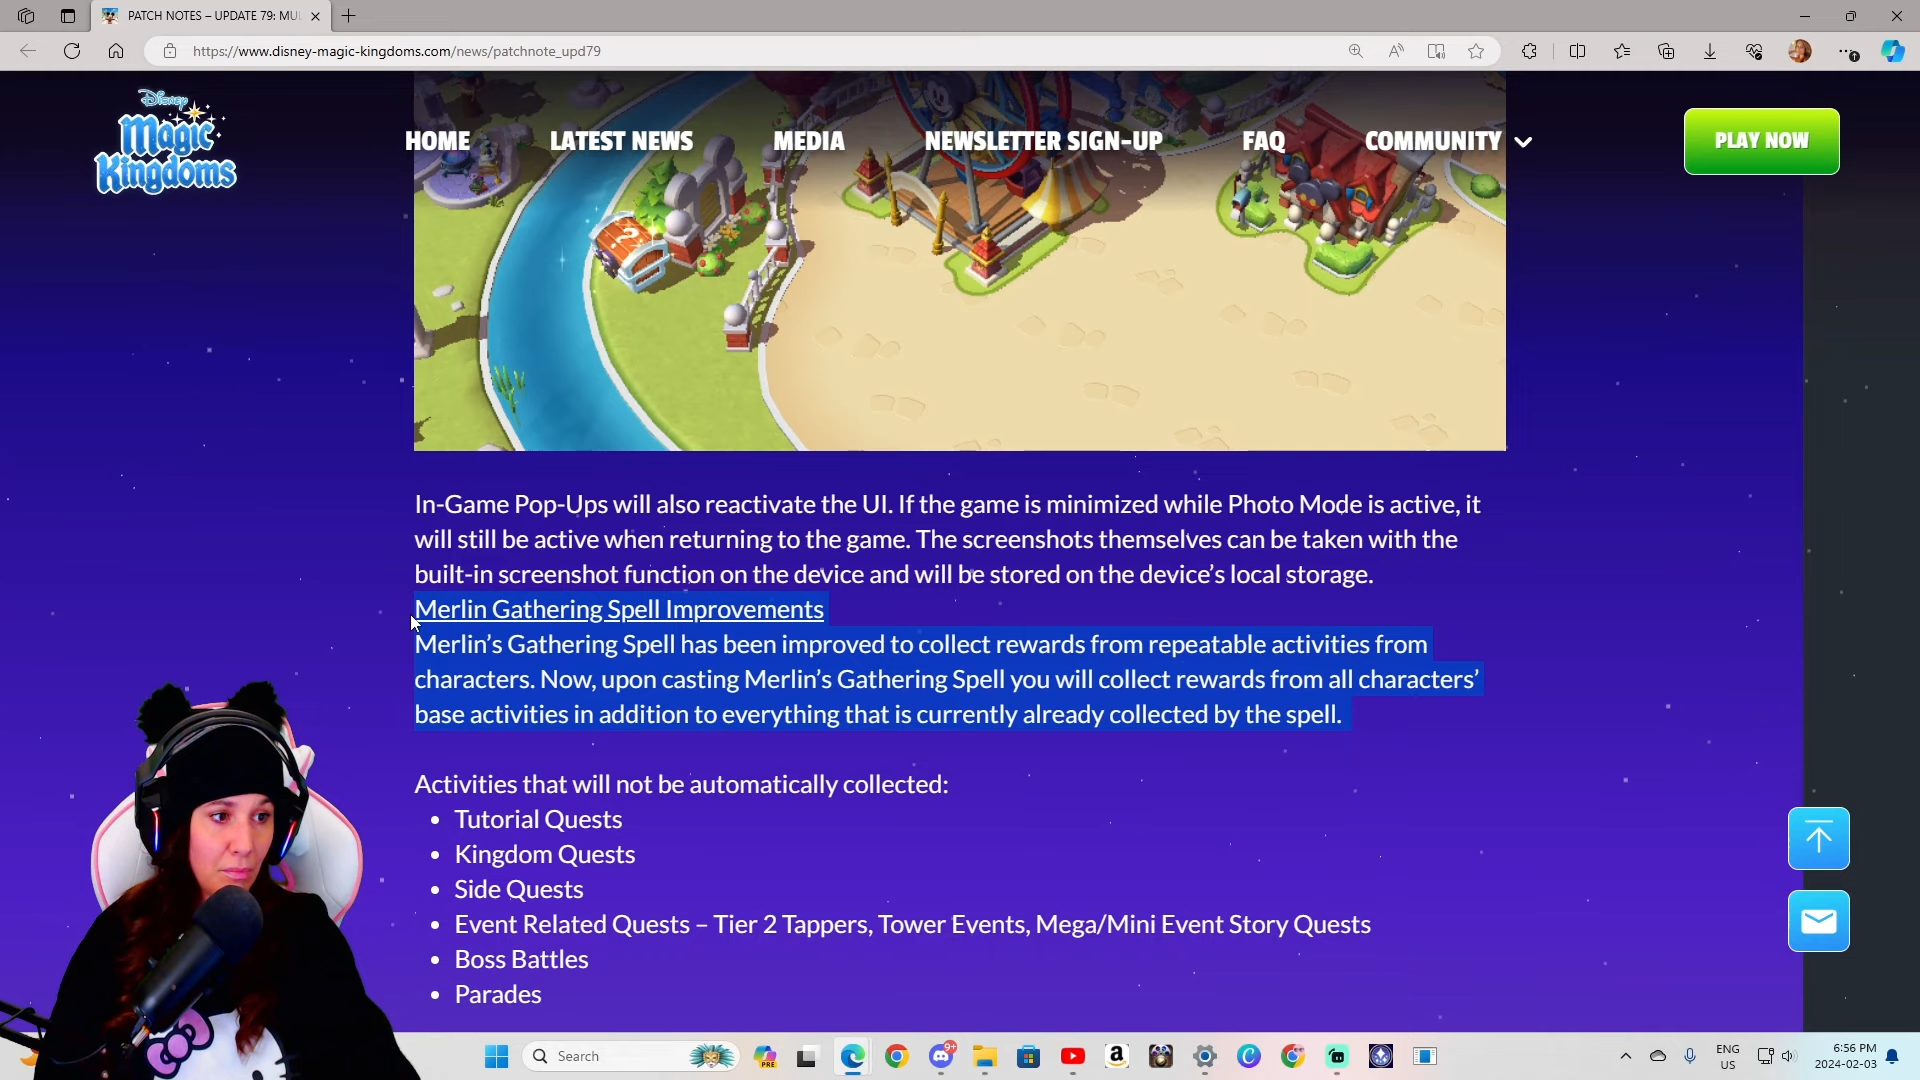 PATCH NOTES – UPDATE 79: MUL
https://www.disney-magic-kingdoms.com/news/patchnote_upd79
Disney
Magic
Kingdoms
HOME
LATEST NEWS
MEDIA
NEWSLETTER SIGN-UP
FAQ
COMMUNITY
PLAY NOW
?
In-Game Pop-Ups will also reactivate the UI. If the game is minimized while Photo Mode is active, it
will still be active when returning to the game. The screenshots themselves can be taken with the
built-in screenshot function on the device and will be stored on the device’s local storage.
Merlin Gathering Spell Improvements
Merlin’s Gathering Spell has been improved to collect rewards from repeatable activities from
characters. Now, upon casting Merlin’s Gathering Spell you will collect rewards from all characters’
base activities in addition to everything that is currently already collected by the spell.
Activities that will not be automatically collected:
• Tutorial Quests
• Kingdom Quests
• Side Quests
• Event Related Quests – Tier 2 Tappers, Tower Events, Mega/Mini Event Story Quests
• Boss Battles
• Parades
Search
PRE
9+
ENG
US
6:56 PM
2024-02-03